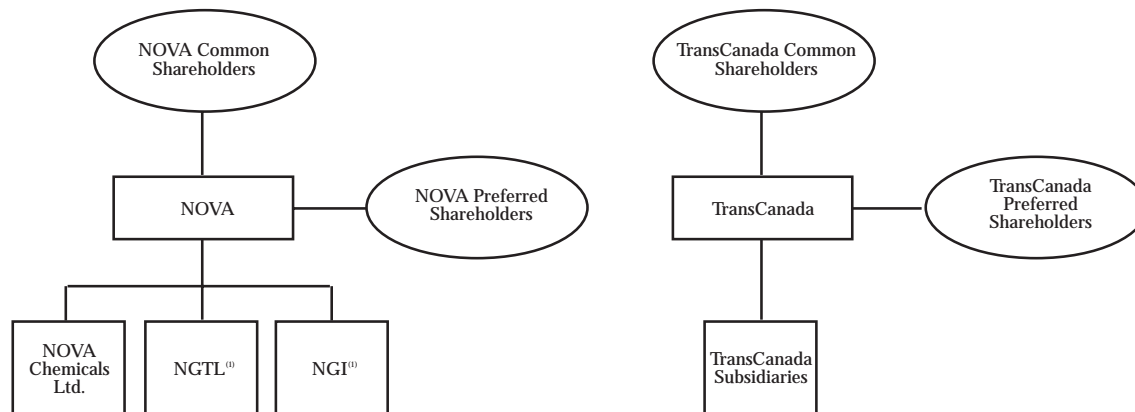 NOVA Common
Shareholders
TransCanada Common
Shareholders
NOVA
NOVA Preferred
Shareholders
TransCanada
TransCanada
Preferred
Shareholders
NOVA
Chemicals
Ltd.
NGTL(1)
NGI(1)
TransCanada
Subsidiaries